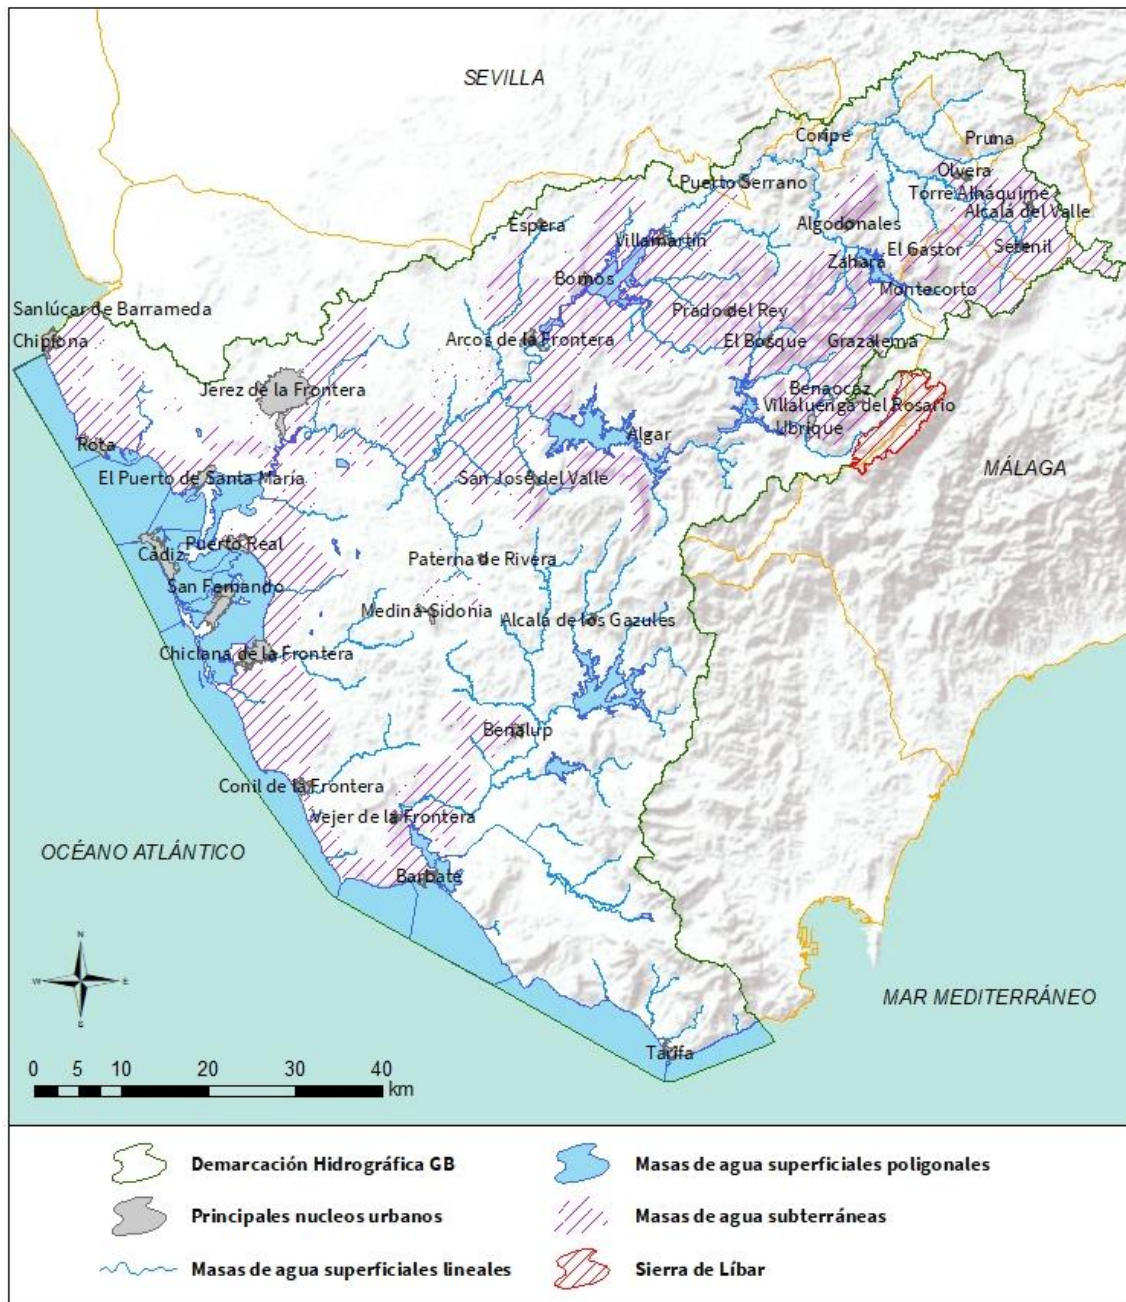 SEVILLA
Coripe
Pruna
Olvera
Puerto Serrano
Torre Alháquime
Alcalá del Valle
Espera
Villamartín
Algodonales
El Gastor
Setenil
Zahara
Bornos
Montecorto
Sanlúcar de Barrameda
Prado del Rey
Chipiona
Arcos de la Frontera
El Bosque
Grazalema
Jerez de la Frontera
Benaocaz
Villaluenga del Rosario
Ubrique
Rota
Algar
MÁLAGA
El Puerto de Santa María
San José del Valle
Cádiz
Puerto Real
Paterna de Rivera
San Fernando
Medina-Sidonia
Alcalá de los Gazules
Chiclana de la Frontera
Benalup
Conil de la Frontera
Vejer de la Frontera
OCÉANO ATLÁNTICO
Barbate
N
W E
S
MAR MEDITERRÁNEO
Tarifa
0 5 10 20 30 40
km
Demarcación Hidrográfica GB
Masas de agua superficiales poligonales
Principales nucleos urbanos
Masas de agua subterráneas
Masas de agua superficiales lineales
Sierra de Líbar